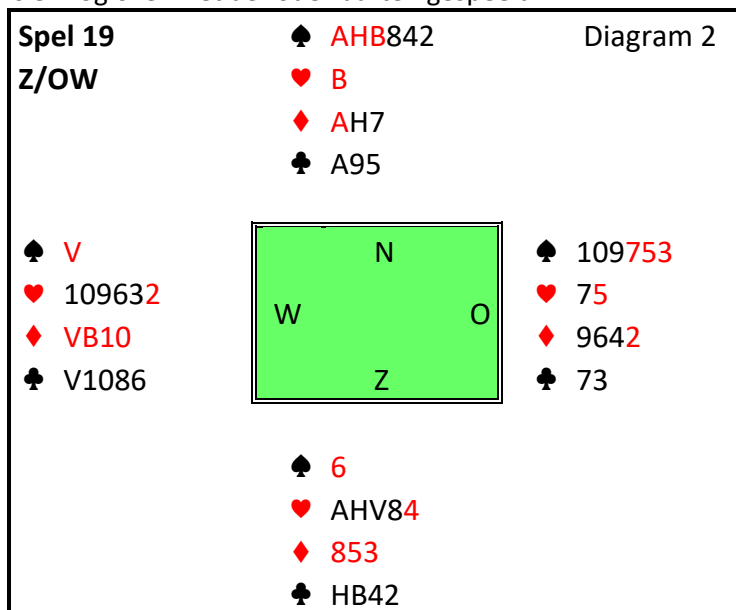 Spel 19 ♠ AHB842 Diagram 2
Z/OW ♥ B
♦ AH7
♣ A95
♠ V N ♠ 109753
♥ 109632 ♥ 75
W O
♦ VB10 ♦ 9642
♣ V1086 Z ♣ 73
♠ 6
♥ AHV84
♦ 853
♣ HB42